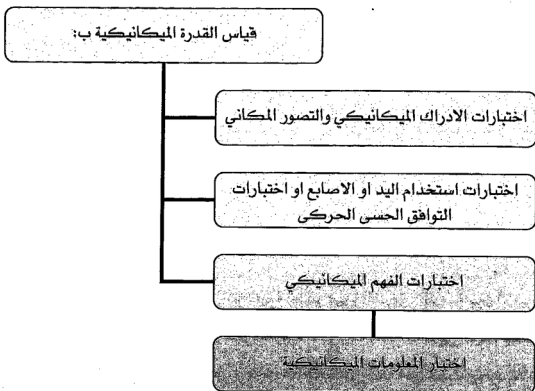 قياس القدرة الميكانيكية ب:
اختبارات الادراك الميكانيكي والتصور المكاني
اختبارات استخدام اليد او الاصابع او اختبارات
التوافق الحسي الحركي
اختبارات الفهم الميكانيكي
اختبار المعلومات الميكانيكية